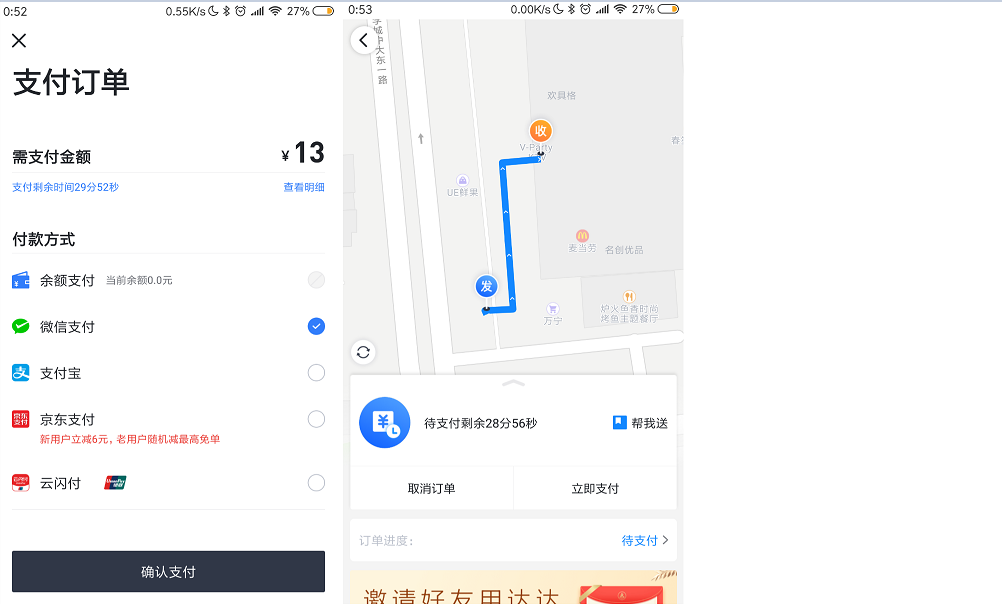 0:52
0.55K/s
27%
支付订单
需支付金额
¥ 13
支付剩余时间29分52秒
查看明细
付款方式
余额支付
当前余额0.0元
微信支付
支付宝
京东支付
新用户立减6元，老用户随机减最高免单
云闪付
确认支付
0:53
0.00K/s
27%
大东一路
欢具格
收
V-Party
UE鲜果
麦当劳
名创优品
发
万宁
炉火鱼香时尚
烤鱼主题餐厅
待支付剩余28分56秒
帮我送
取消订单
立即支付
订单进度：
待支付
邀请好友用达达